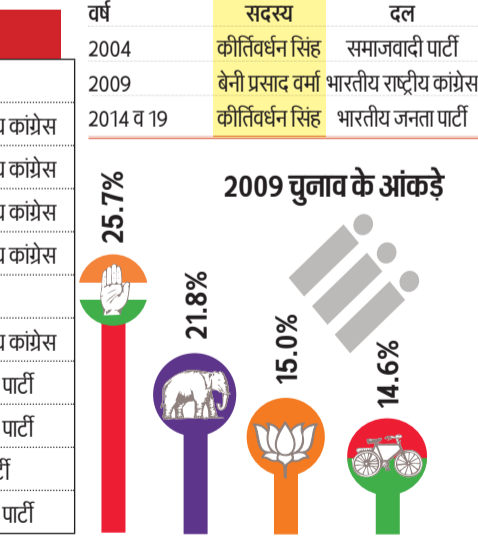 वर्ष सदस्य दल
2004 कीर्तिवर्धन सिंह समाजवादी पार्टी
2009 बेनी प्रसाद वर्मा भारतीय राष्ट्रीय कांग्रेस
2014 व 19 कीर्तिवर्धन सिंह भारतीय जनता पार्टी
कांग्रेस
कांग्रेस
कांग्रेस
कांग्रेस
कांग्रेस
पार्टी
पार्टी
पार्टी
2009 चुनाव के आंकड़े
25.7%
21.8%
15.0%
14.6%